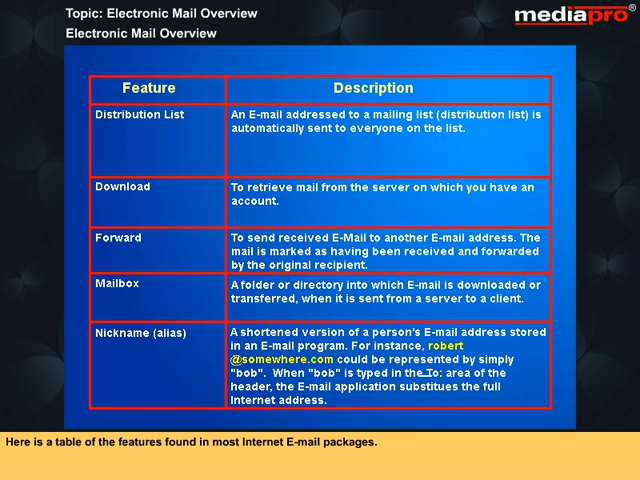 Topic: Electronic Mail Overview
Electronic Mail Overview
mediapro®
Feature
Description
Distribution List
An E-mail addressed to a mailing list (distribution list) is
automatically sent to everyone on the list.
Download
To retrieve mail from the server on which you have an
account.
Forward
To send received E-Mail to another E-mail address. The
mail is marked as having been received and forwarded
by the original recipient.
Mailbox
A folder or directory into which E-mail is downloaded or
transferred, when it is sent from a server to a client.
Nickname (alias)
A shortened version of a person's E-mail address stored
in an E-mail program. For instance, robert
@somewhere.com could be represented by simply
"bob". When "bob" is typed in the To: area of the
header, the E-mail application substitues the full
Internet address.
Here is a table of the features found in most Internet E-mail packages.